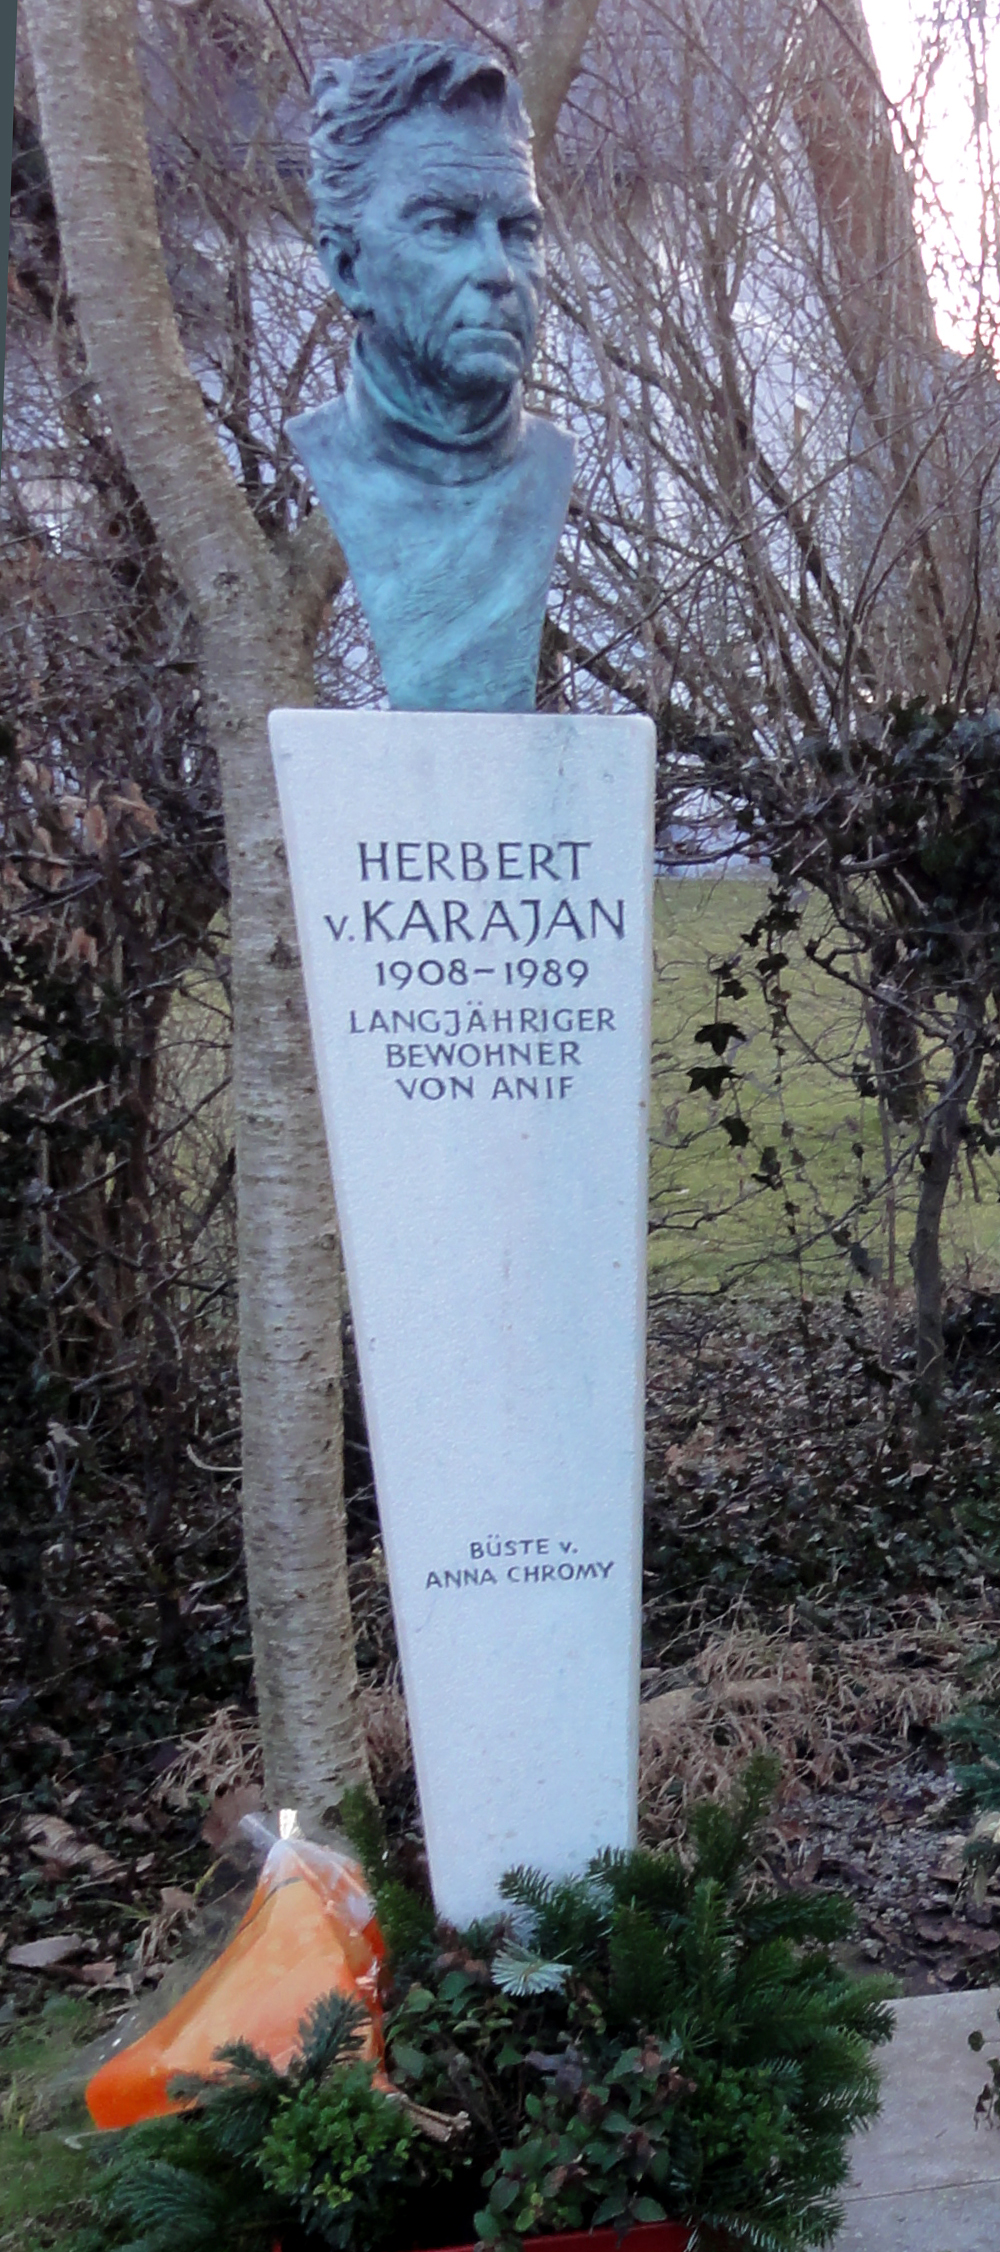 HERBERT
v. KARAJAN
1908-1989
LANGJÄHRIGER
BEWOHNER
VON ANIF
BÜSTE v.
ANNA CHROMY